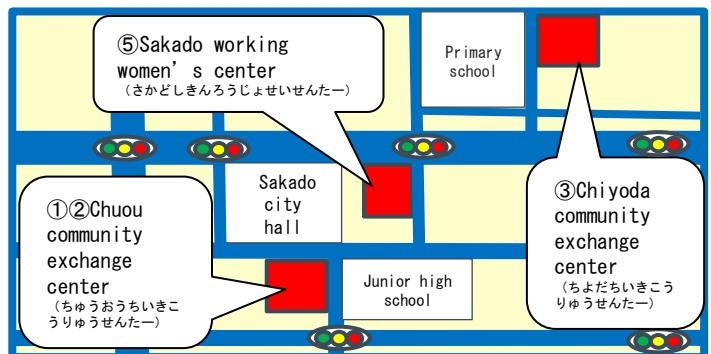 ⑤Sakado working
women’s center
（さかどしきんろうじょせいせんたー）
Primary
school
Sakado
city
hall
①②Chuou
community
exchange
center
（ちゅうおうちいきこ
うりゅうせんたー）
③Chiyoda
community
exchange
center
（ちよだちいきこう
りゅうせんたー）
Junior high
school